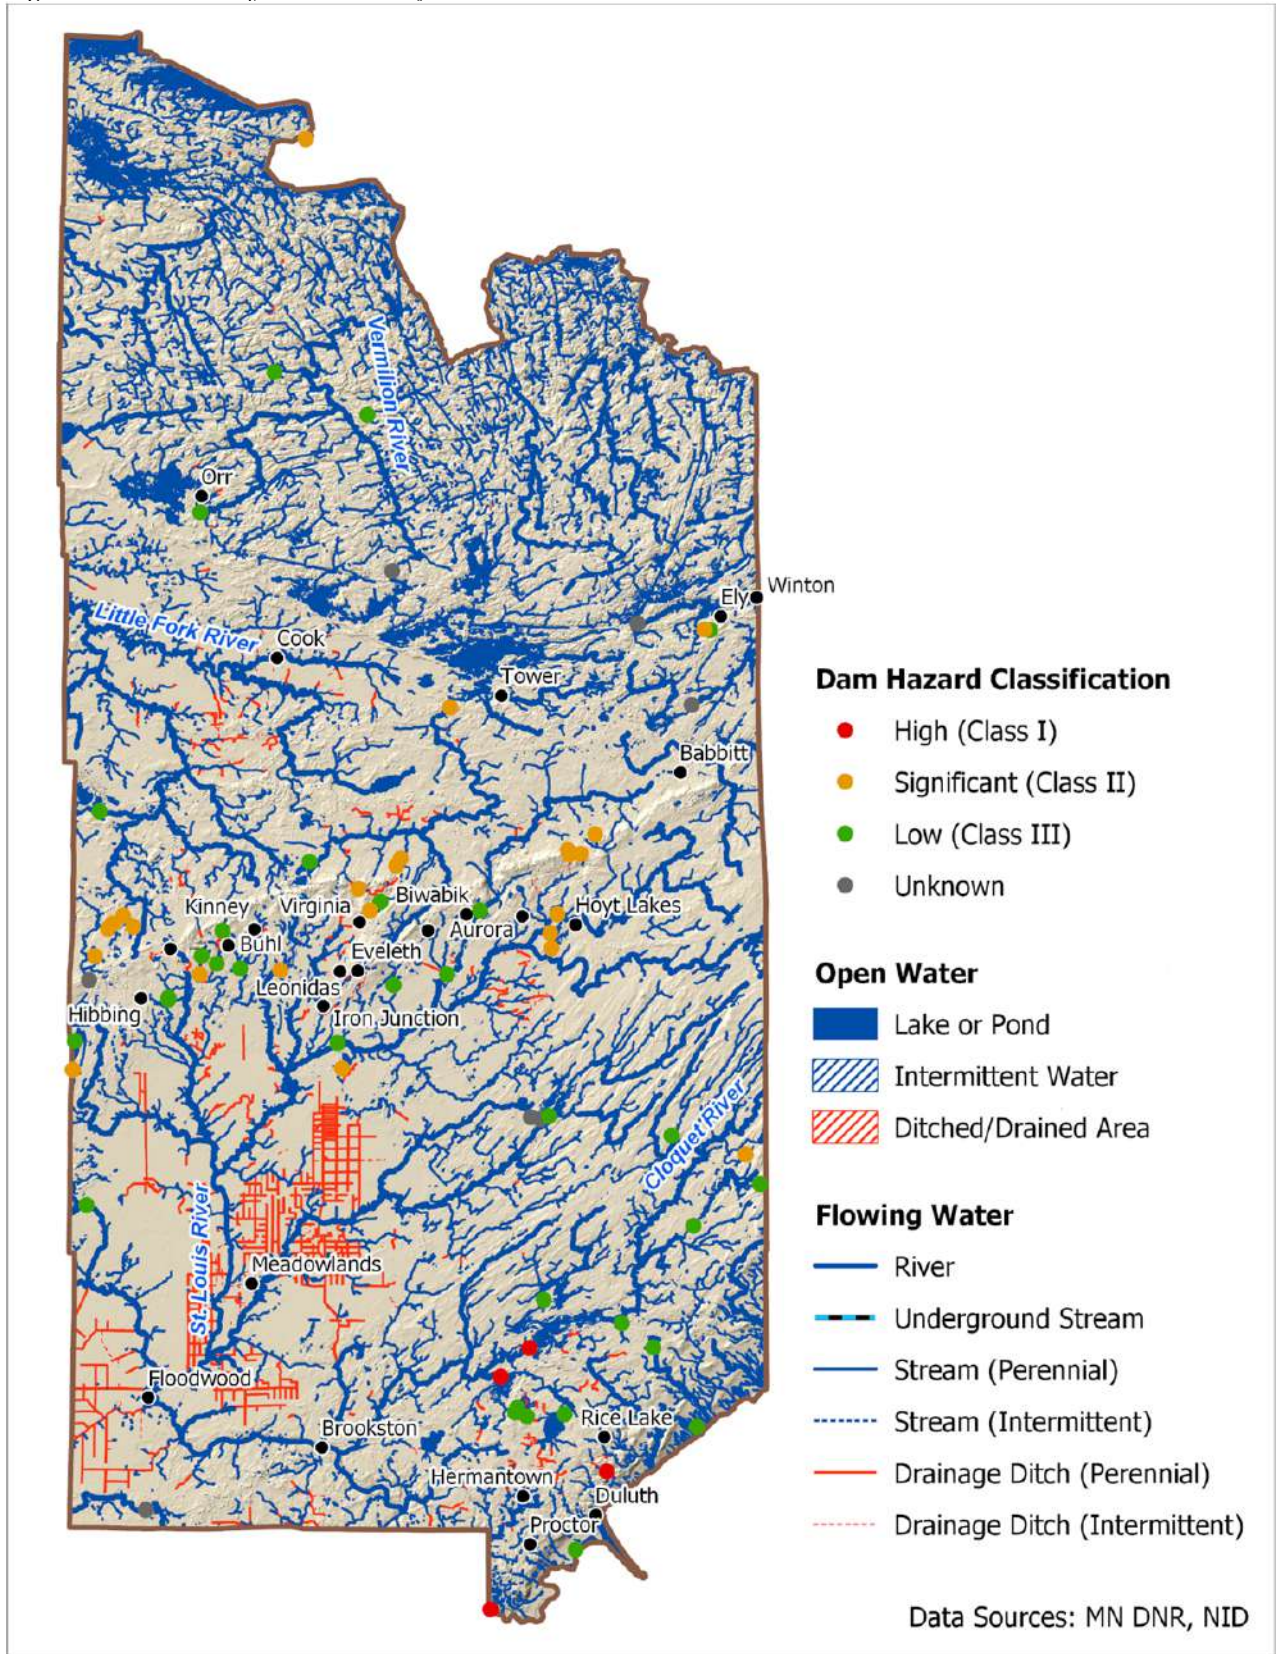 Vermilion River
Orr
Winton
Ely
Little Fork River
Cook
Tower
Babbitt
Kinney
Virginia
Biwabik
Hoyt Lakes
Buhl
Aurora
Eveleth
Leonidas
Hibbing
Iron Junction
Cloquet River
St. Louis River
Meadowlands
Floodwood
Brookston
Rice Lake
Hermantown
Duluth
Proctor
Dam Hazard Classification
High (Class I)
Significant (Class II)
Low (Class III)
Unknown
Open Water
Lake or Pond
Intermittent Water
Ditched/Drained Area
Flowing Water
River
Underground Stream
Stream (Perennial)
Stream (Intermittent)
Drainage Ditch (Perennial)
Drainage Ditch (Intermittent)
Data Sources: MN DNR, NID